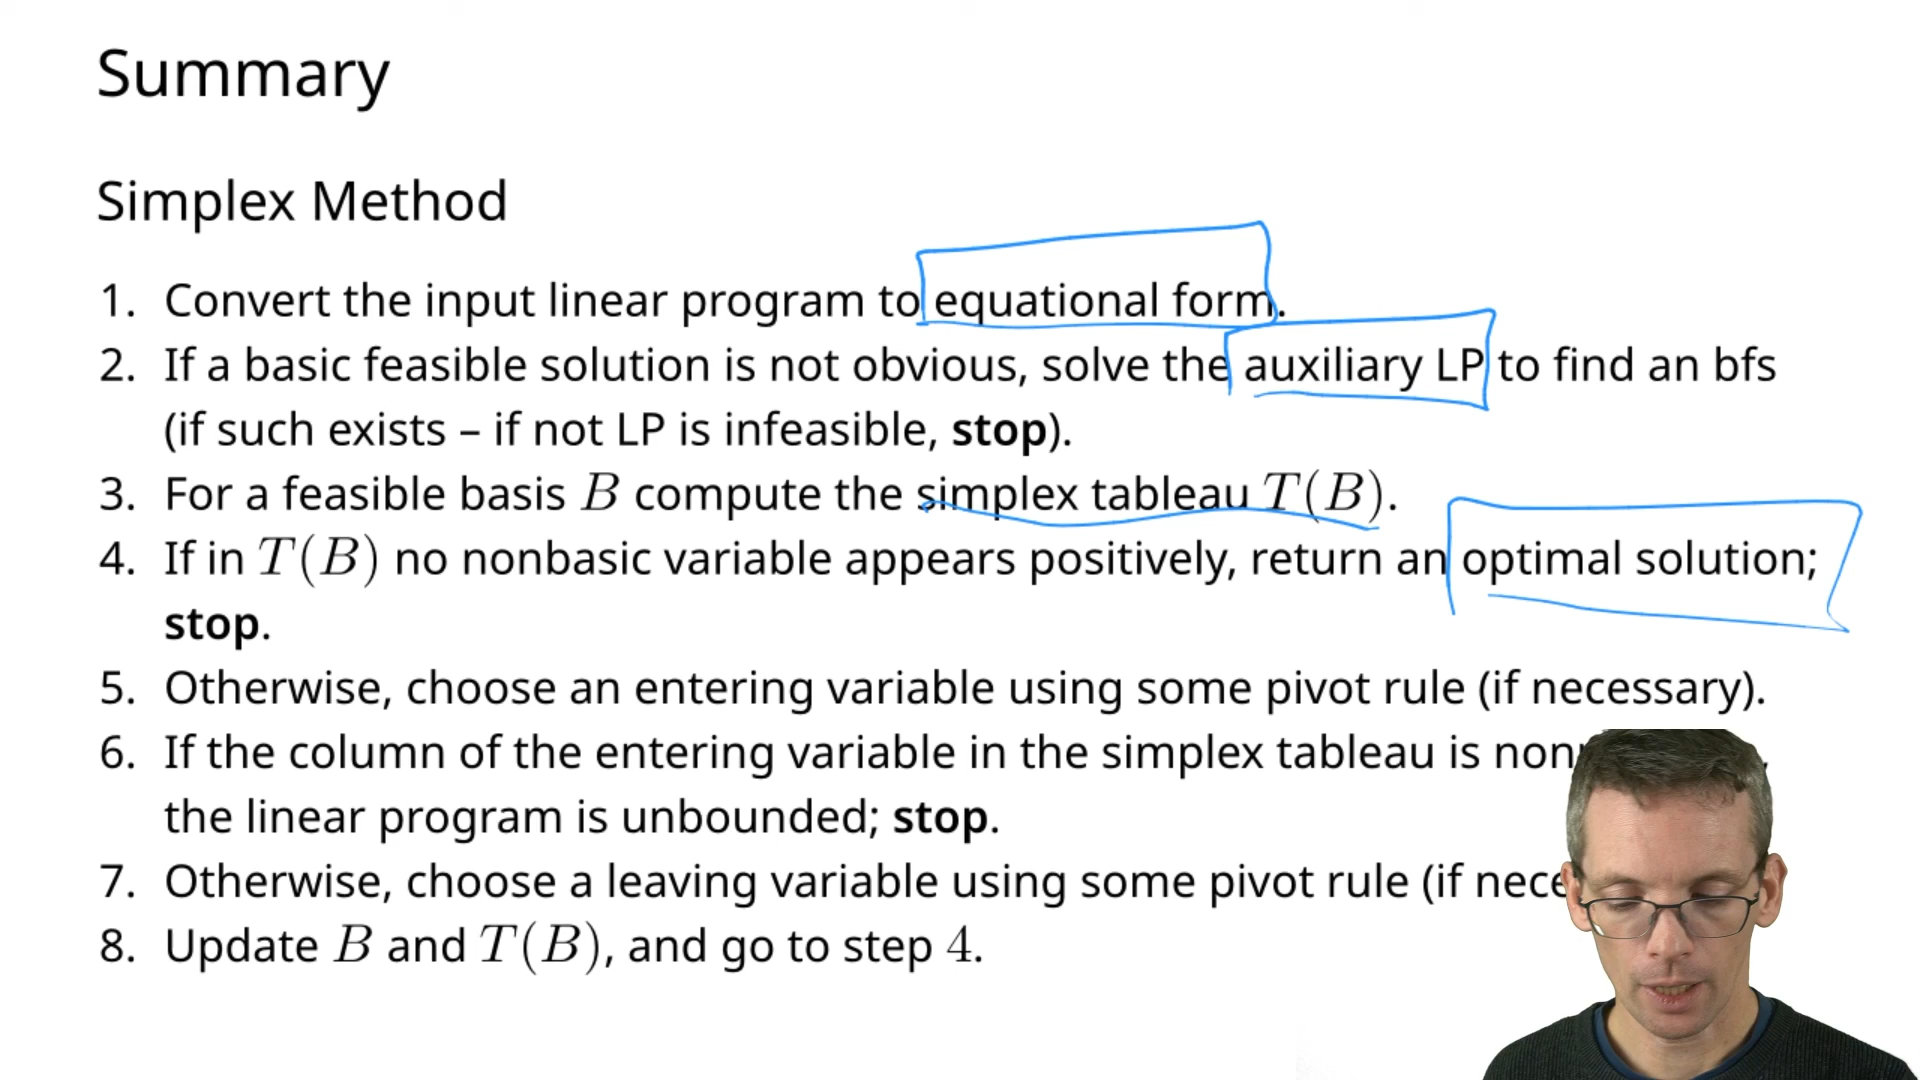 Summary
Simplex Method
1. Convert the input linear program to equational form.
2. If a basic feasible solution is not obvious, solve the auxiliary LP to find an bfs
(if such exists – if not LP is infeasible, stop).
3. For a feasible basis B compute the simplex tableau T(B).
4. If in T(B) no nonbasic variable appears positively, return an optimal solution;
stop.
5. Otherwise, choose an entering variable using some pivot rule (if necessary).
6. If the column of the entering variable in the simplex tableau is
the linear program is unbounded; stop.
7. Otherwise, choose a leaving variable using some pivot rule (if
8. Update B and T(B), and go to step 4.